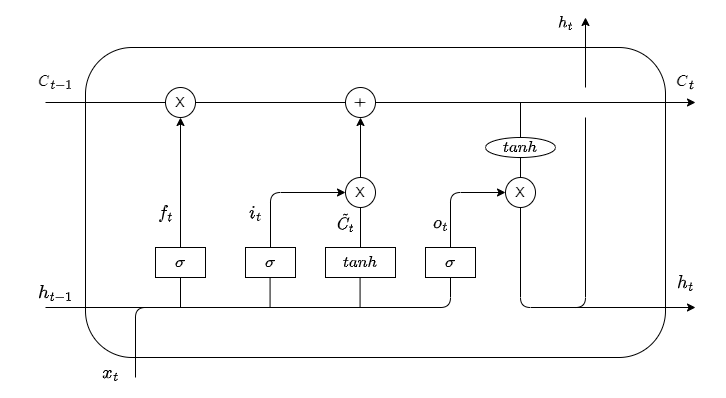 h_t
C_{t-1}
C_t
X
+
tanh
X
X
f_t
i_t
C̃_t
o_t
σ
σ
tanh
σ
h_{t-1}
h_t
x_t